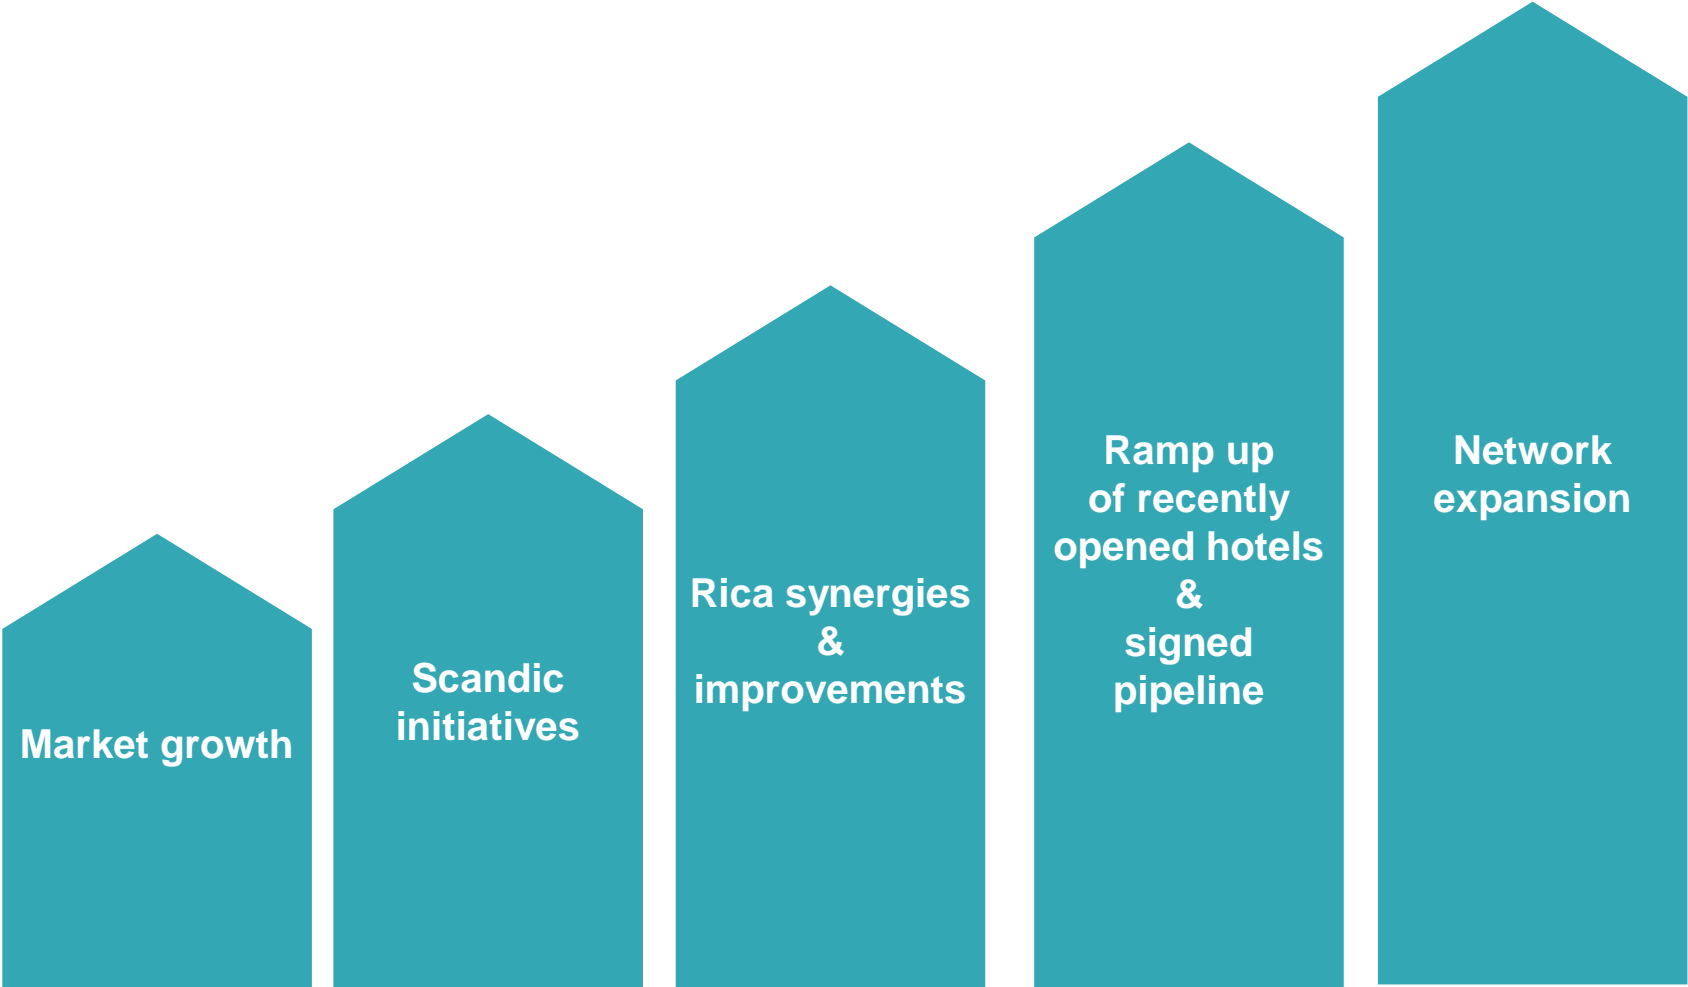 Market growth
Scandic
initiatives
Rica synergies
&
improvements
Ramp up
of recently
opened hotels
&
signed
pipeline
Network
expansion